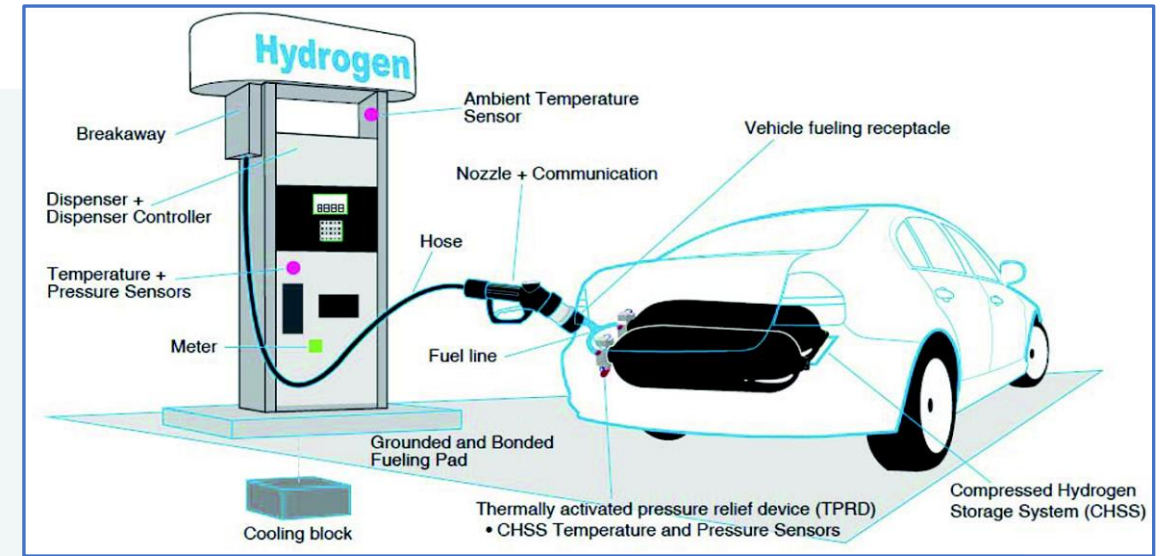 Hydrogen
Breakaway
Ambient Temperature
Sensor
Vehicle fueling receptacle
Nozzle + Communication
Dispenser +
Dispenser Controller
8888
Hose
Temperature +
Pressure Sensors
Meter
Fuel line
Grounded and Bonded
Fueling Pad
Cooling block
Thermally activated pressure relief device (TPRD)
• CHSS Temperature and Pressure Sensors
Compressed Hydrogen
Storage System (CHSS)